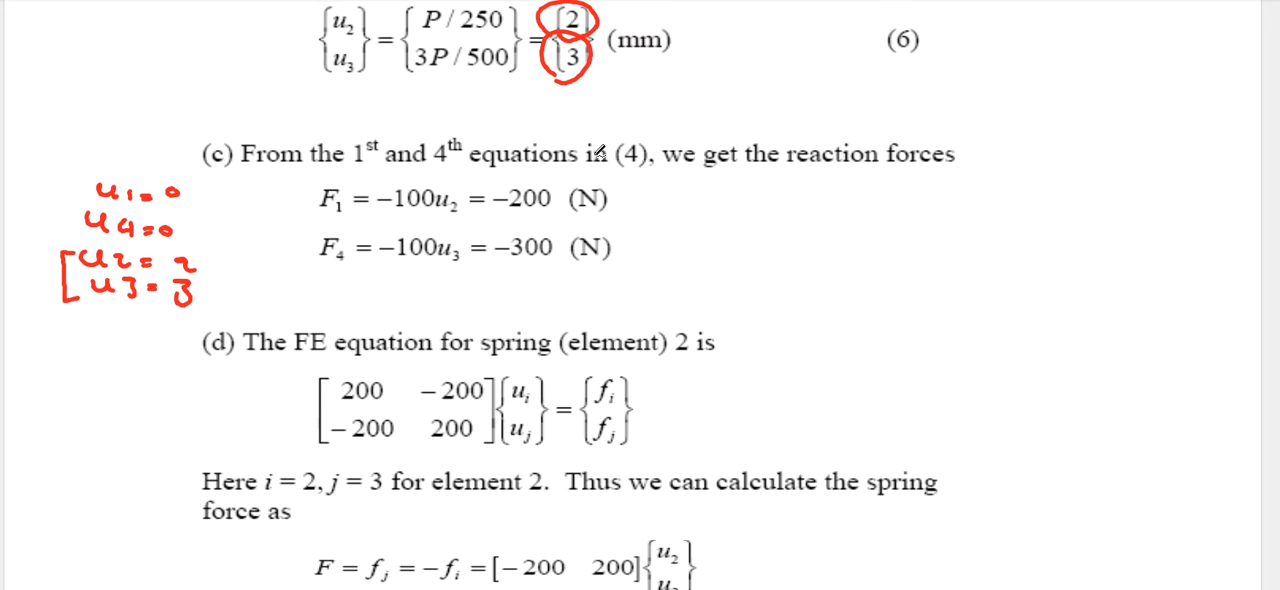 {u₂ u₃} = {P / 250 3P / 500} = {2 3} (mm) (6)
(c) From the 1st and 4th equations in (4), we get the reaction forces
F₁ = −100u₂ = −200 (N)
F₄ = −100u₃ = −300 (N)
u1=0
u4=0
u2=2
u3=3
(d) The FE equation for spring (element) 2 is
[200 −200 −200 200] {uᵢ uⱼ} = {fᵢ fⱼ}
Here i = 2, j = 3 for element 2. Thus we can calculate the spring
force as
F = fⱼ = −fᵢ = [−200 200] {u₂